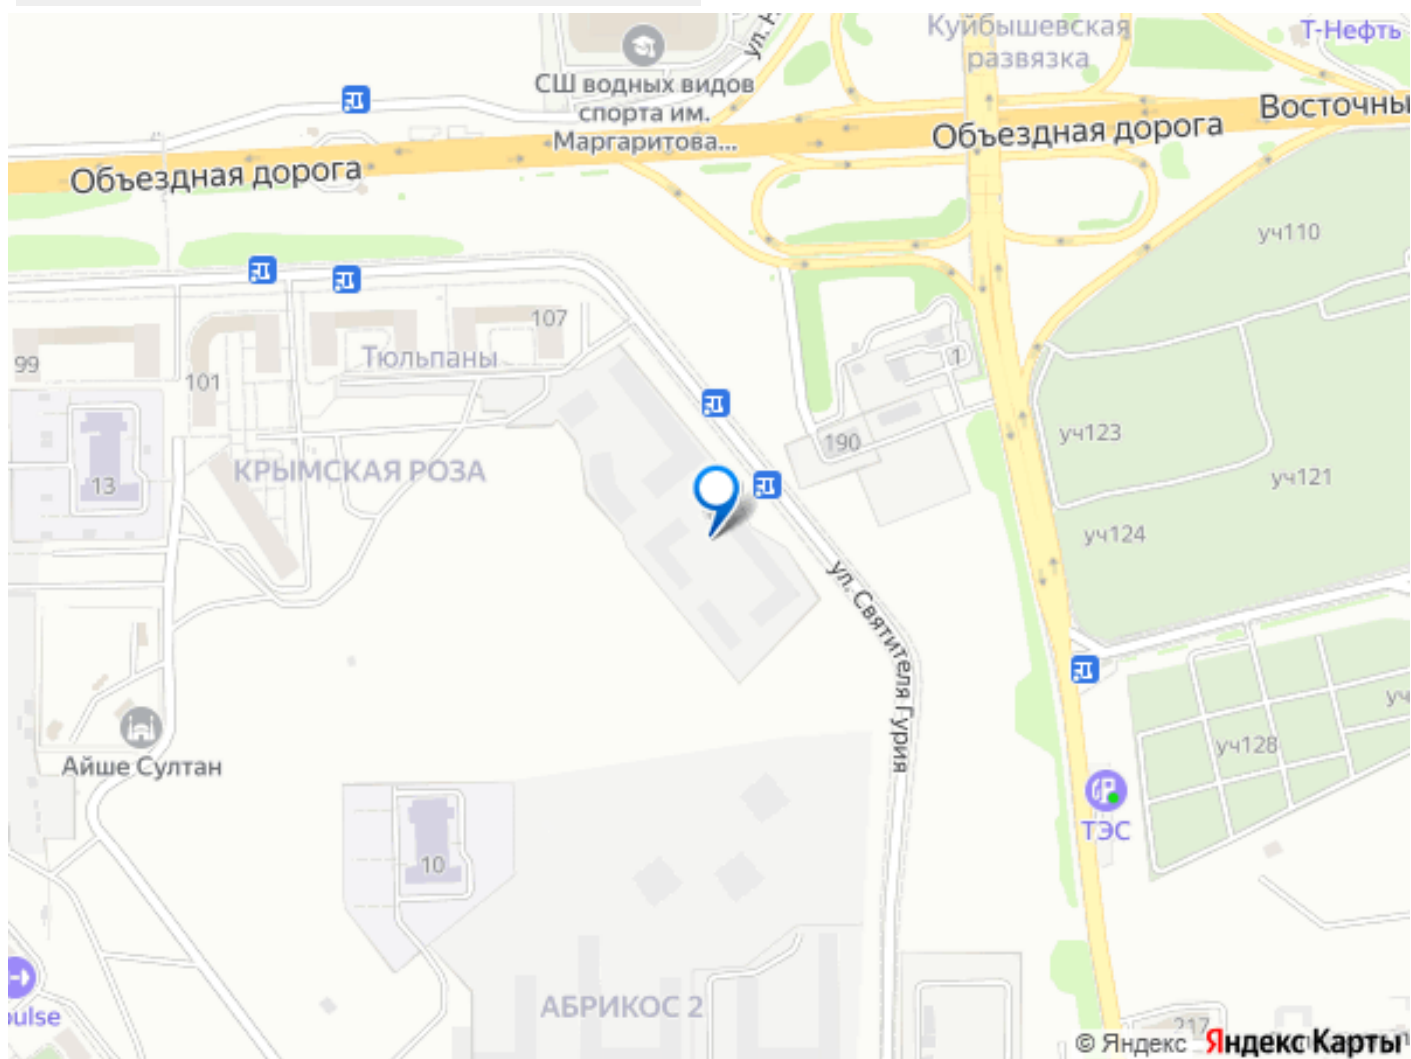 Куйбышевская
развязка
Т-Нефть
СШ водных видов
спорта им.
Маргаритова...
Восточны
Объездная дорога
Объездная дорога
уч110
107
Тюльпаны
99
101
1
190
уч123
КРЫМСКАЯ РОЗА
13
уч121
уч124
ул. Святителя Гурия
уч128
Айше Султан
ТЭС
10
АБРИКОС 2
pulse
217
© Яндекс Яндекс Карты